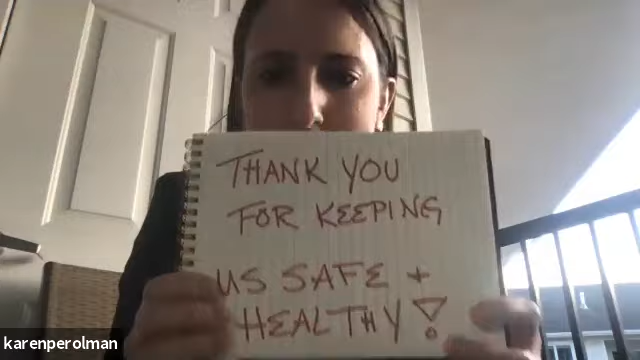 THANK YOU
FOR KEEPING
US SAFE +
HEALTHY!
karenperolman